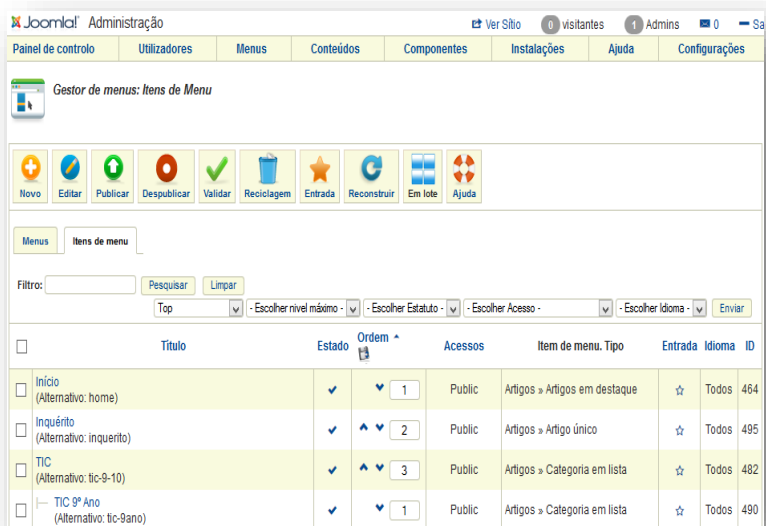 Joomla! Administração Ver Sítio 0 visitantes 1 Admins 0 Sa
Painel de controlo Utilizadores Menus Conteúdos Componentes Instalações Ajuda Configurações
Gestor de menus: Itens de Menu
Novo Editar Publicar Despublicar Validar Reciclagem Entrada Reconstruir Em lote Ajuda
Menus Itens de menu
Filtro: Pesquisar Limpar
Top - Escolher nivel máximo - - Escolher Estatuto - - Escolher Acesso - - Escolher Idioma - Enviar
Título Estado Ordem Acessos Item de menu. Tipo Entrada Idioma ID
Início
(Alternativo: home) 1 Public Artigos » Artigos em destaque Todos 464
Inquérito
(Alternativo: inquerito) 2 Public Artigos » Artigo único Todos 495
TIC
(Alternativo: tic-9-10) 3 Public Artigos » Categoria em lista Todos 482
TIC 9º Ano
(Alternativo: tic-9ano) 1 Public Artigos » Categoria em lista Todos 490